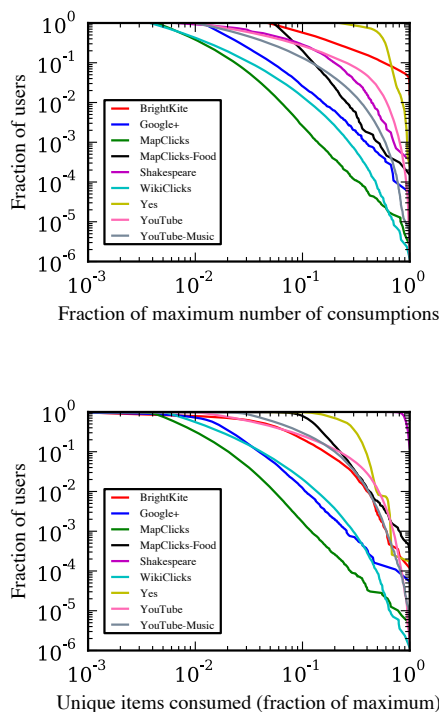 10^0
10^-1
10^-2
10^-3
10^-4
10^-5
10^-6
Fraction of users
BrightKite
Google+
MapClicks
MapClicks-Food
Shakespeare
WikiClicks
Yes
YouTube
YouTube-Music
10^-3 10^-2 10^-1 10^0
Fraction of maximum number of consumptions
10^0
10^-1
10^-2
10^-3
10^-4
10^-5
10^-6
Fraction of users
BrightKite
Google+
MapClicks
MapClicks-Food
Shakespeare
WikiClicks
Yes
YouTube
YouTube-Music
10^-3 10^-2 10^-1 10^0
Unique items consumed (fraction of maximum)